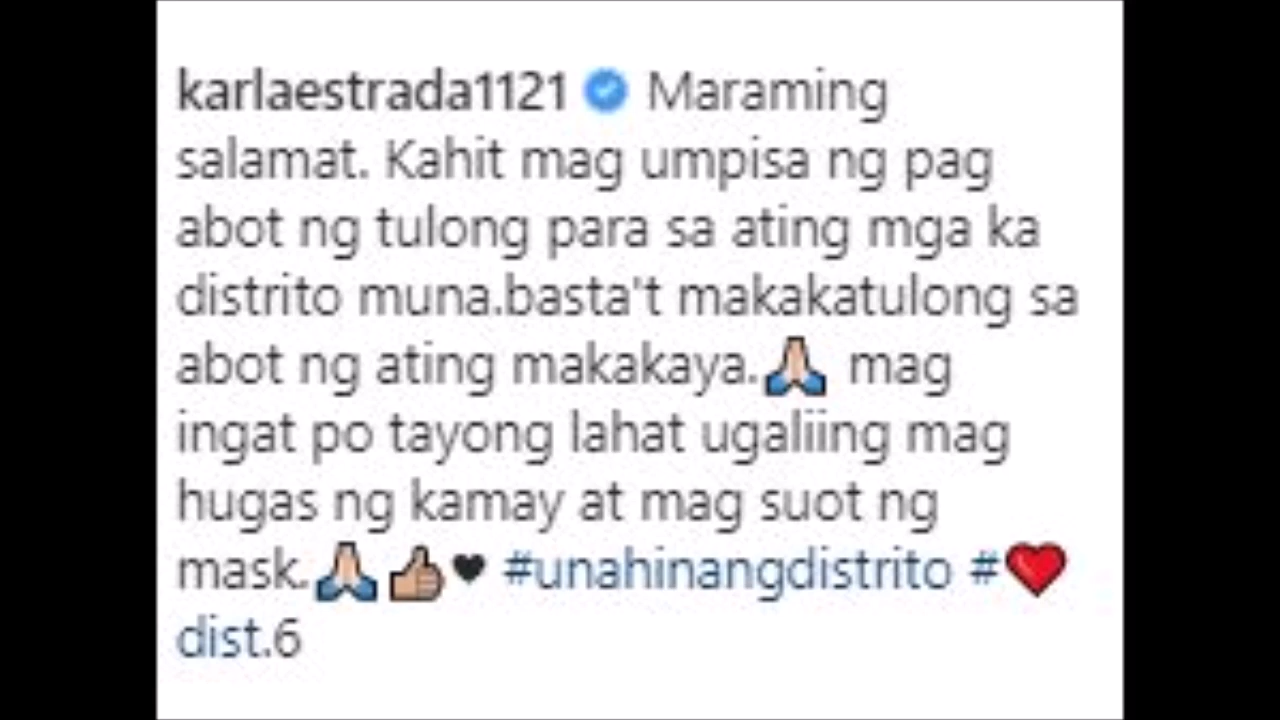 karlaestrada1121 Maraming
salamat. Kahit mag umpisa ng pag
abot ng tulong para sa ating mga ka
distrito muna.basta't makakatulong sa
abot ng ating makakaya.🙏🏻 mag
ingat po tayong lahat ugaliing mag
hugas ng kamay at mag suot ng
mask.🙏🏻👍🏼🖤 #unahinangdistrito #❤️
dist.6